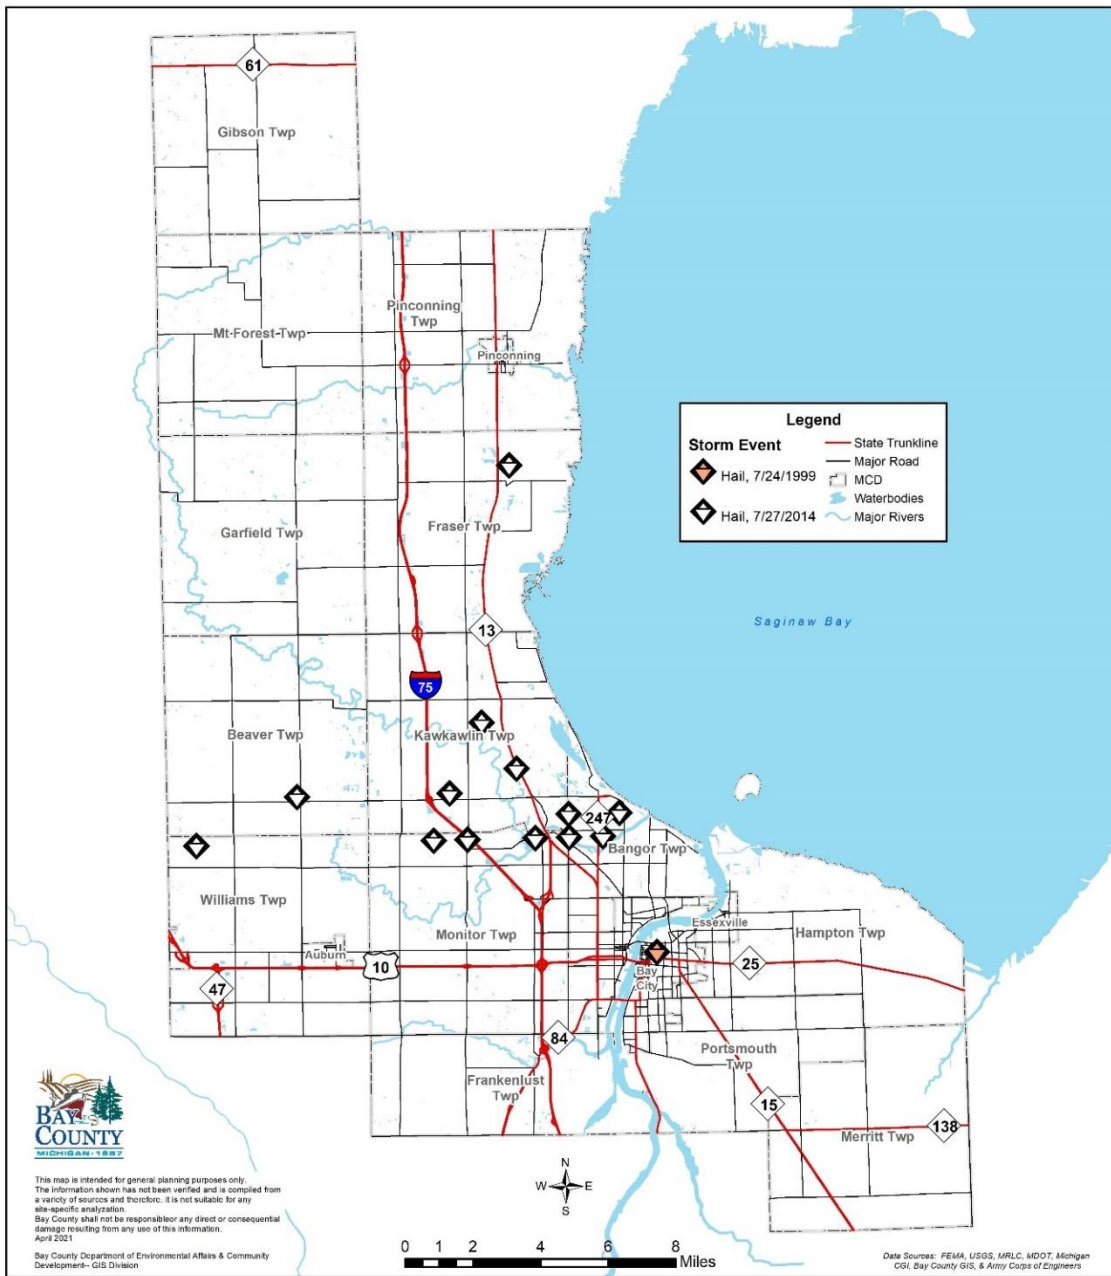 61
Gibson Twp
Pinconning
Twp
Mt Forest Twp
Pinconning
Legend
Storm Event
State Trunkline
Major Road
Hail, 7/24/1999
MCD
Waterbodies
Hail, 7/27/2014
Major Rivers
Garfield Twp
Fraser Twp
Saginaw Bay
13
75
Beaver Twp
Kawkawlin Twp
247
Bangor Twp
Williams Twp
Essexville
Monitor Twp
Hampton Twp
Auburn
10
Bay
City
25
47
84
Portsmouth
Twp
Frankenlust
Twp
15
138
Merritt Twp
BAY
COUNTY
MICHIGAN-1857
This map is intended for general planning purposes only.
The information shown has not been verified and is compiled from
a variety of sources and therefore, it is not suitable for any
site-specific analyzation.
Bay County shall not be responsibleor any direct or consequential
damage resulting from any use of this information.
April 2021
Bay County Department of Environmental Affairs & Community
Development-- GIS Division
N
W E
S
0 1 2 4 6 8
Miles
Data Sources: FEMA, USGS, MRLC, MDOT, Michigan
CGI, Bay County GIS, & Army Corps of Engineers